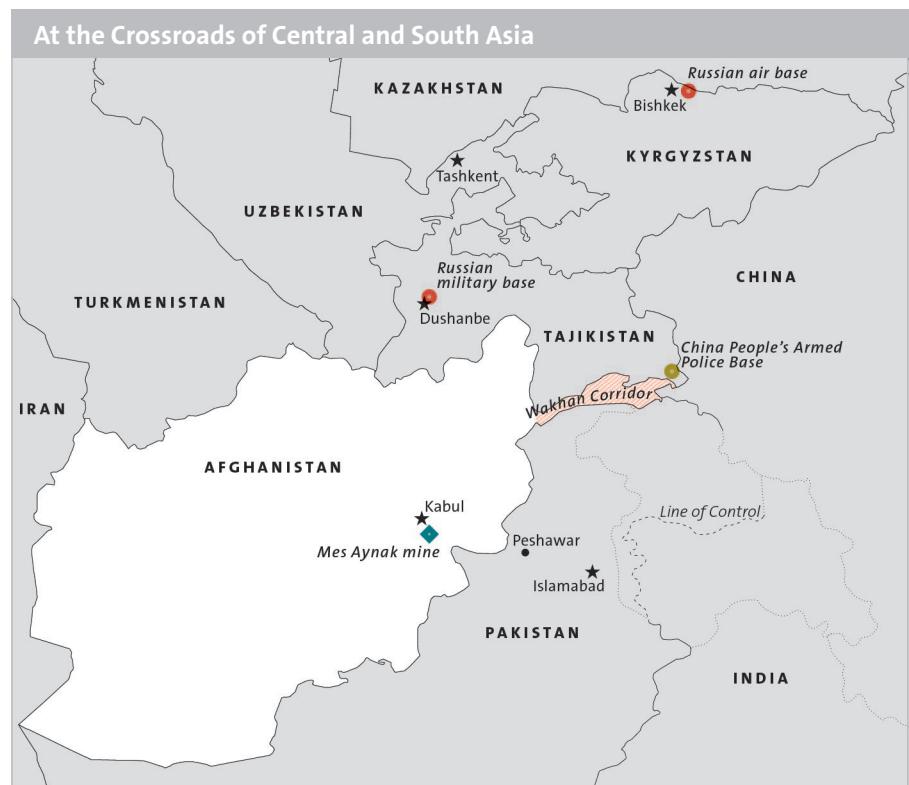 At the Crossroads of Central and South Asia
Russian air base
KAZAKHSTAN
Bishkek
KYRGYZSTAN
Tashkent
UZBEKISTAN
Russian
military base
CHINA
TURKMENISTAN
Dushanbe
TAJIKISTAN
China People's Armed
Police Base
Wakhan Corridor
IRAN
AFGHANISTAN
Kabul
Line of Control
Mes Aynak mine
Peshawar
Islamabad
PAKISTAN
INDIA